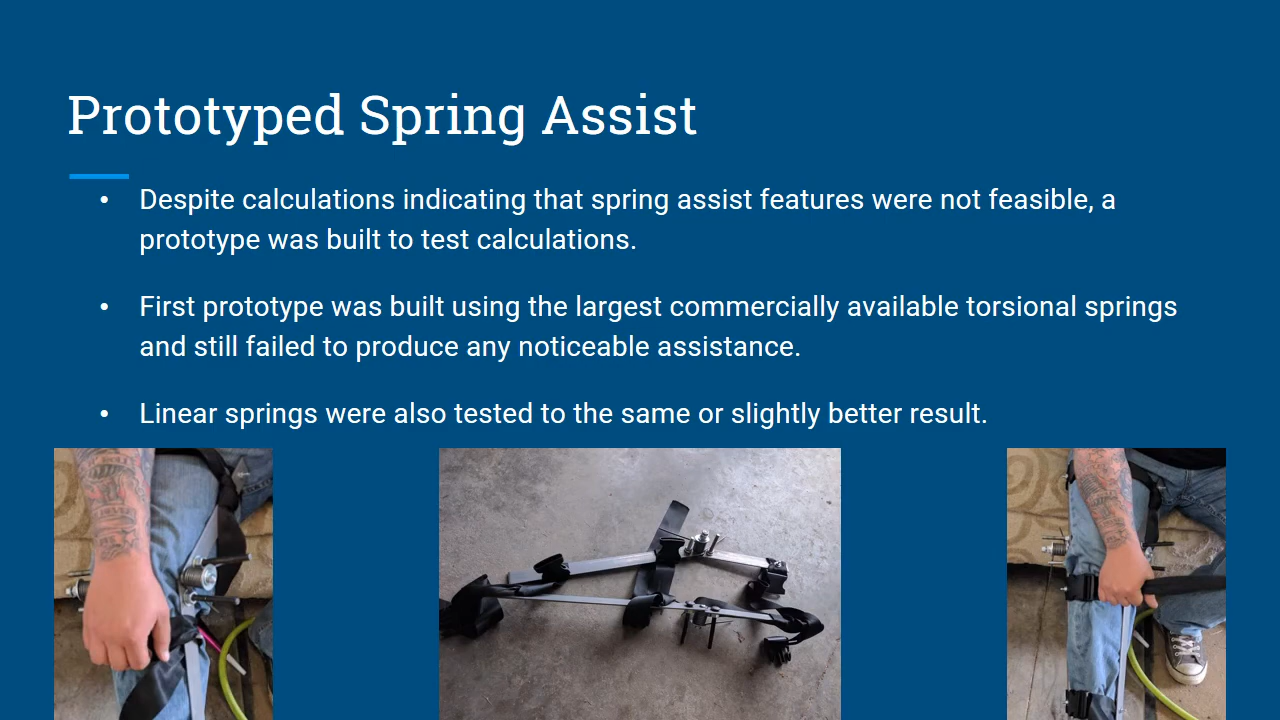 Prototyped Spring Assist
• Despite calculations indicating that spring assist features were not feasible, a
prototype was built to test calculations.
• First prototype was built using the largest commercially available torsional springs
and still failed to produce any noticeable assistance.
• Linear springs were also tested to the same or slightly better result.